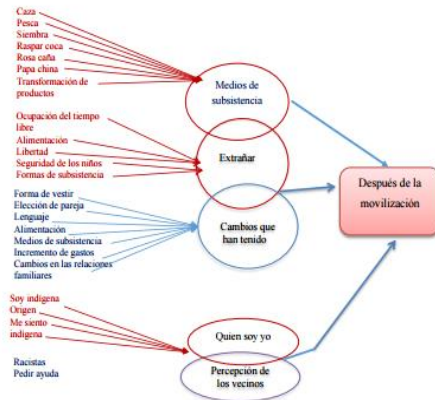 Caza
Pesca
Siembra
Raspar coca
Rosa caña
Papa china
Transformación de
productos
Medios de
subsistencia
Ocupación del tiempo
libre
Alimentación
Libertad
Seguridad de los niños
Formas de subsistencia
Extrañar
Forma de vestir
Elección de pareja
Lenguaje
Alimentación
Medios de subsistencia
Incremento de gastos
Cambios en las relaciones
familiares
Cambios que
han tenido
Después de la
movilización
Soy indígena
Origen
Me siento
indígena
Quien soy yo
Racistas
Pedir ayuda
Percepción de
los vecinos